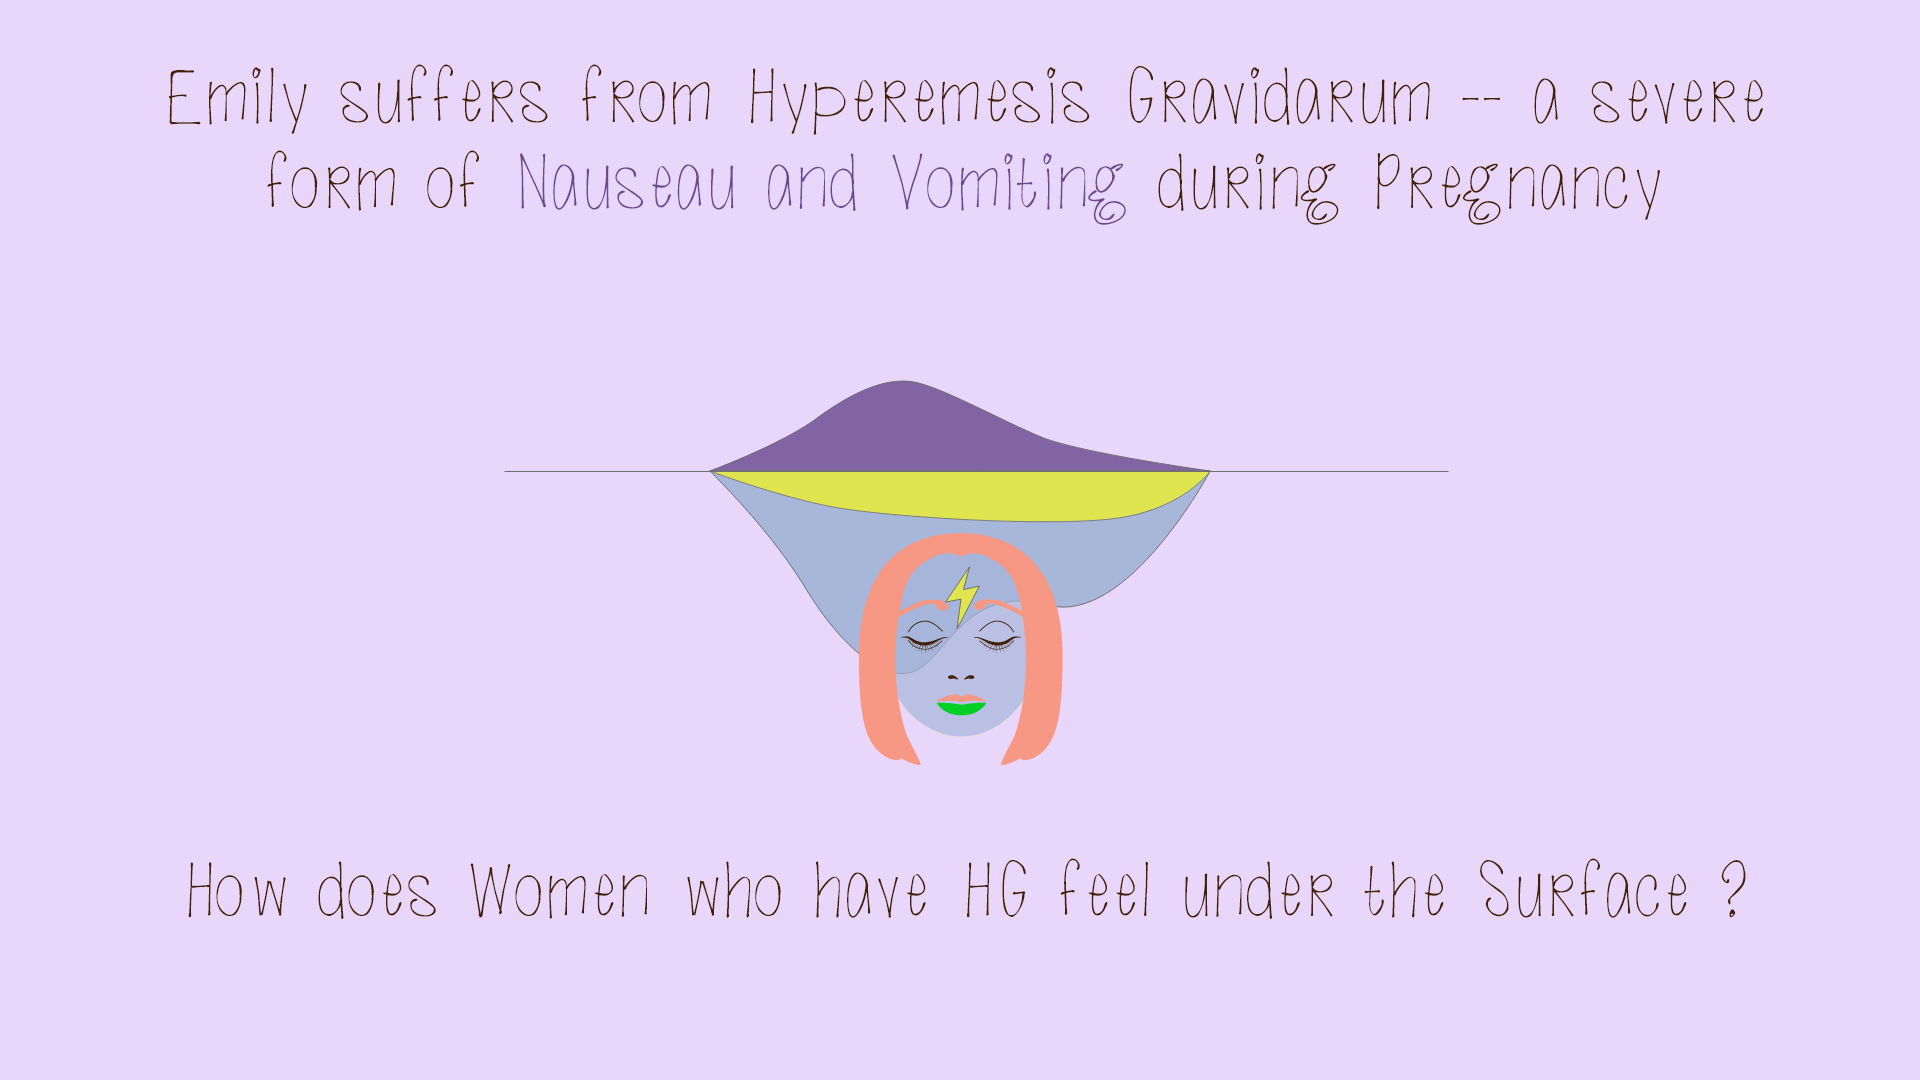 Emily suffers from Hyperemesis Gravidarum -- a severe
form of Nauseau and Vomiting during Pregnancy
How does Women who have HG feel under the Surface ?